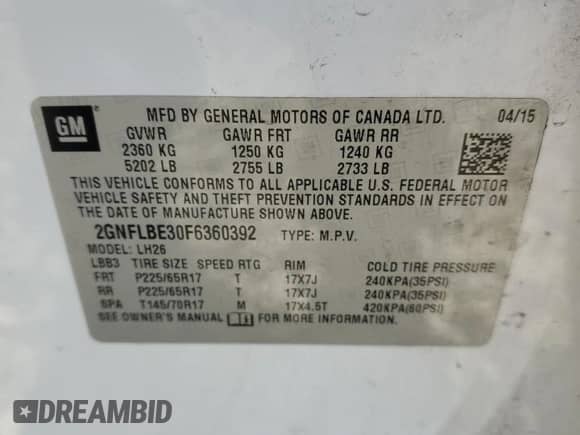 GM
MFD BY GENERAL MOTORS OF CANADA LTD. 04/15
GVWR GAWR FRT GAWR RR
2360 KG 1250 KG 1240 KG
5202 LB 2755 LB 2733 LB
THIS VEHICLE CONFORMS TO ALL APPLICABLE U.S. FEDERAL MOTOR
VEHICLE SAFETY AND THEFT PREVENTION STANDARDS IN EFFECT ON
THE DATE OF MANUFACTURE SHOWN ABOVE.
2GNFLBE30F6360392 TYPE: M.P.V.
MODEL: LH26
LBB3 TIRE SIZE SPEED RTG RIM COLD TIRE PRESSURE
FRT P225/65R17 T 17X7J 240KPA(35PSI)
RR P225/65R17 T 17X7J 240KPA(35PSI)
SPA T145/70R17 M 17X4.5T 420KPA(60PSI)
SEE OWNER'S MANUAL FOR MORE INFORMATION.
DREAMBID